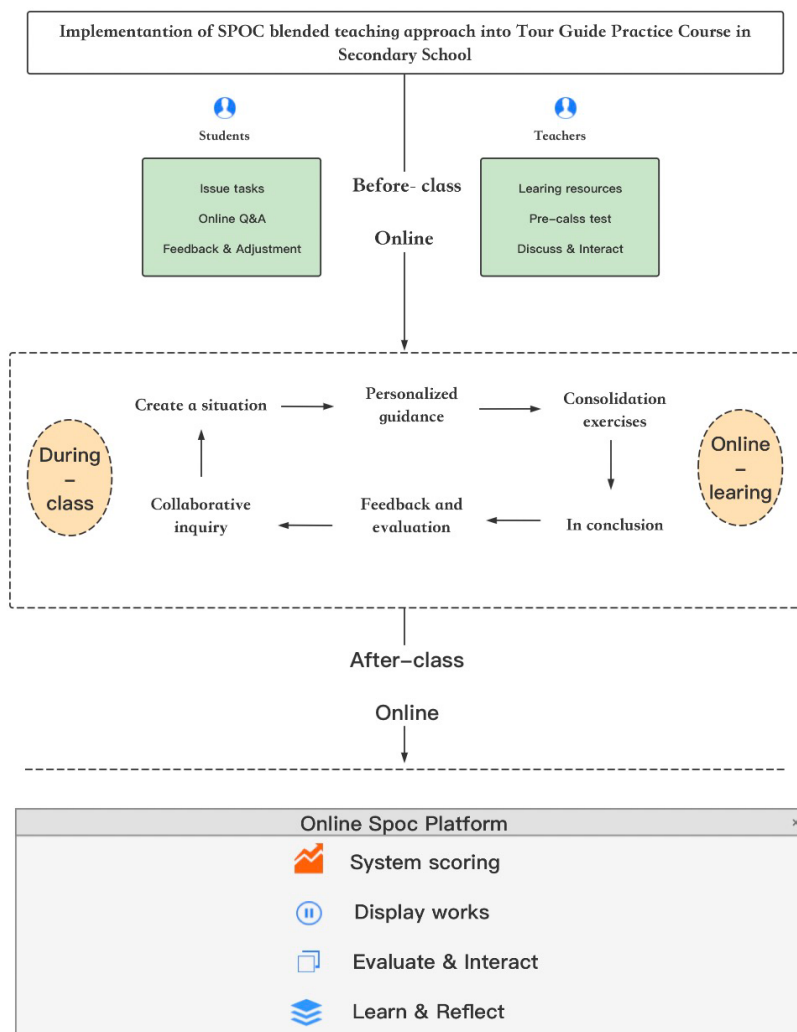 Implementantion of SPOC blended teaching approach into Tour Guide Practice Course in
Secondary School
Students
Teachers
Issue tasks
Online Q&A
Feedback & Adjustment
Before- class
Online
Learing resources
Pre-calss test
Discuss & Interact
During
–
class
Create a situation
Personalized
guidance
Consolidation
exercises
Collaborative
inquiry
Feedback and
evaluation
In conclusion
Online
–
learing
After–class
Online
Online Spoc Platform
System scoring
Display works
Evaluate & Interact
Learn & Reflect